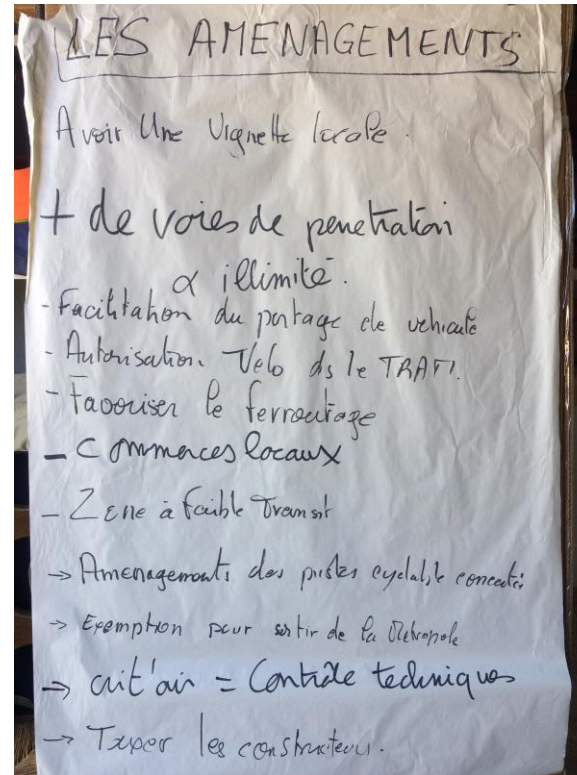 LES AMENAGEMENTS
Avoir Une Vignette locale.
+ de voies de penetration
α illimité.
- Facilitation du partage de vehicule
- Autorisation Velo ds le TRAM.
- Favoriser le ferroutage
- Commerces locaux
- Zone à faible Transit
→ Amenagements des pistes cyclable
→ Exemption pour sortir de la Metropole
→ crit'air = Contrôle techniques
→ Taxer les constructeurs.